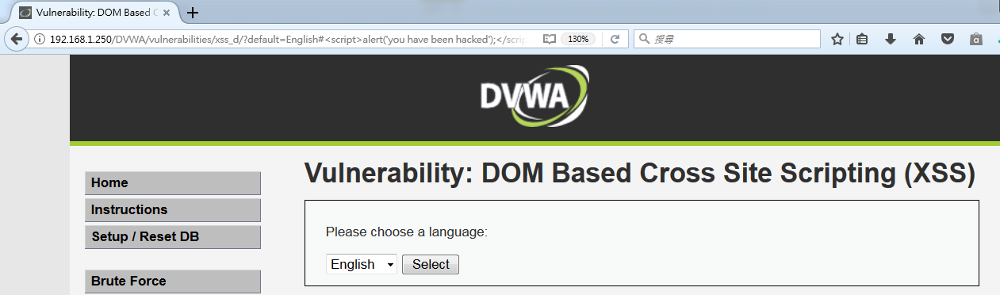 Vulnerability: DOM Based C
192.168.1.250/DVWA/vulnerabilities/xss_d/?default=English#<script>alert('you have been hacked');</scri
130%
搜尋
DVWA
Vulnerability: DOM Based Cross Site Scripting (XSS)
Home
Instructions
Setup / Reset DB
Brute Force
Please choose a language:
English Select